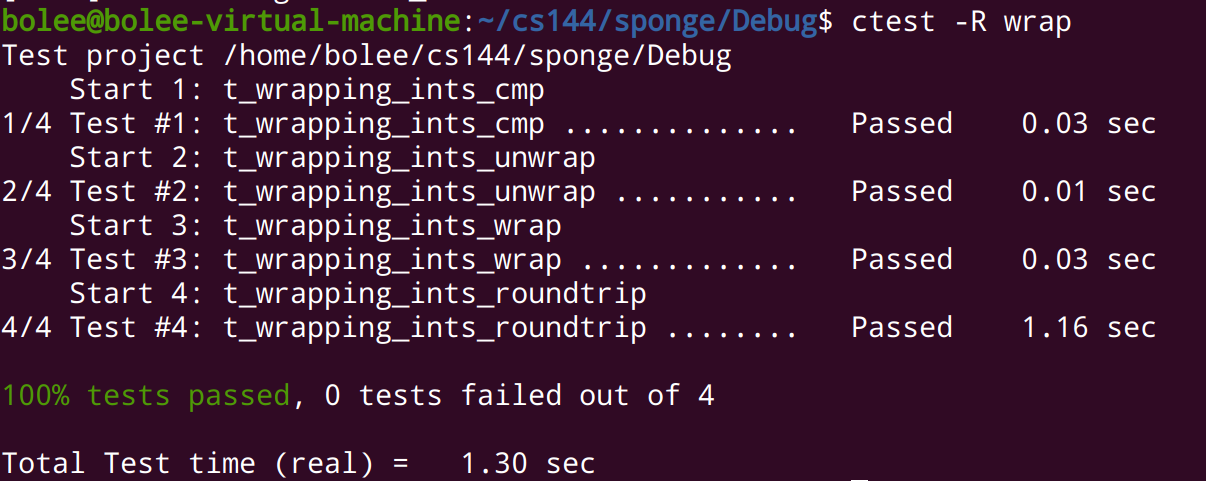 bolee@bolee-virtual-machine:~/cs144/sponge/Debug$ ctest -R wrap
Test project /home/bolee/cs144/sponge/Debug
    Start 1: t_wrapping_ints_cmp
1/4 Test #1: t_wrapping_ints_cmp ..............   Passed    0.03 sec
    Start 2: t_wrapping_ints_unwrap
2/4 Test #2: t_wrapping_ints_unwrap ...........   Passed    0.01 sec
    Start 3: t_wrapping_ints_wrap
3/4 Test #3: t_wrapping_ints_wrap .............   Passed    0.03 sec
    Start 4: t_wrapping_ints_roundtrip
4/4 Test #4: t_wrapping_ints_roundtrip ........   Passed    1.16 sec

100% tests passed, 0 tests failed out of 4

Total Test time (real) =   1.30 sec